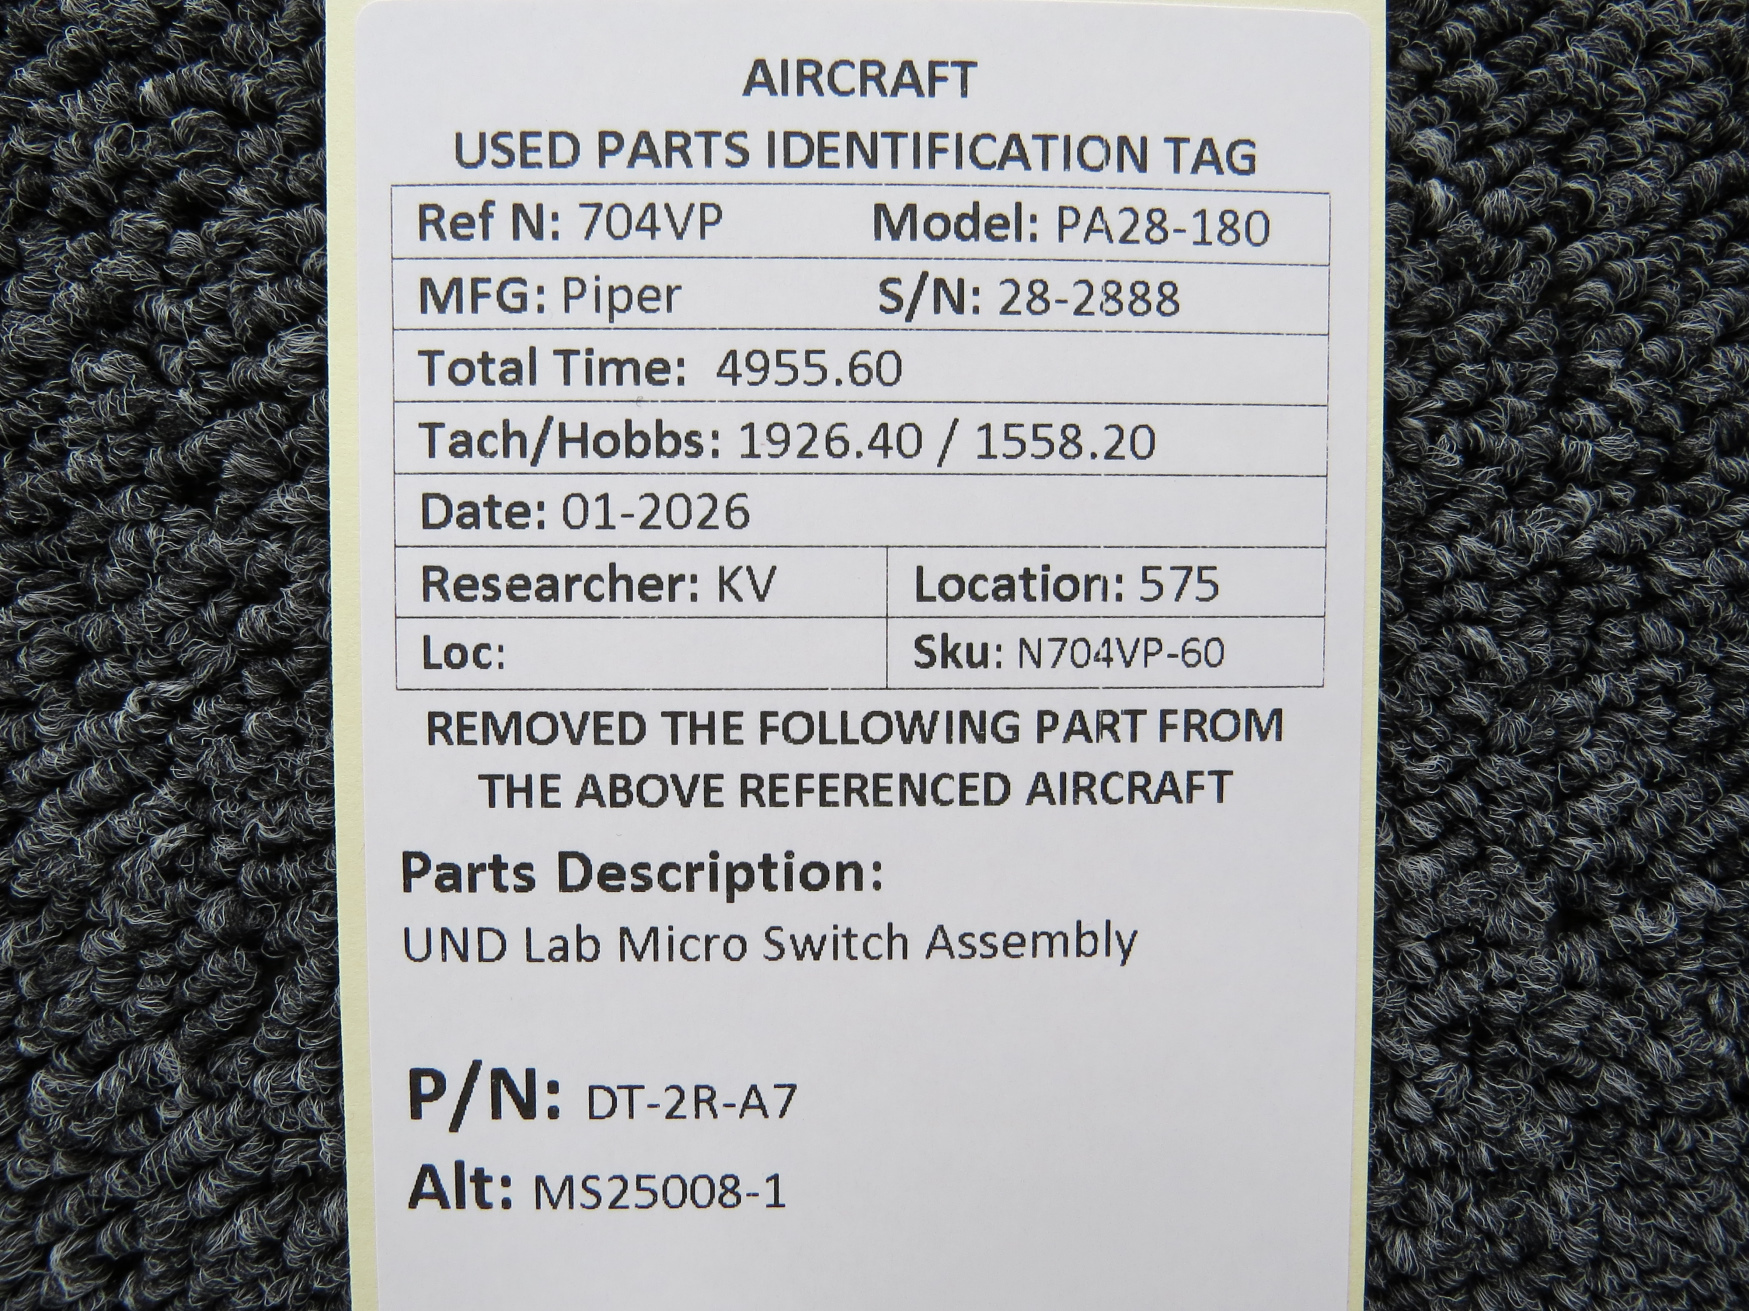 AIRCRAFT
USED PARTS IDENTIFICATION TAG
Ref N: 704VP Model: PA28-180
MFG: Piper S/N: 28-2888
Total Time: 4955.60
Tach/Hobbs: 1926.40 / 1558.20
Date: 01-2026
Researcher: KV Location: 575
Loc: Sku: N704VP-60
REMOVED THE FOLLOWING PART FROM
THE ABOVE REFERENCED AIRCRAFT
Parts Description:
UND Lab Micro Switch Assembly
P/N: DT-2R-A7
Alt: MS25008-1